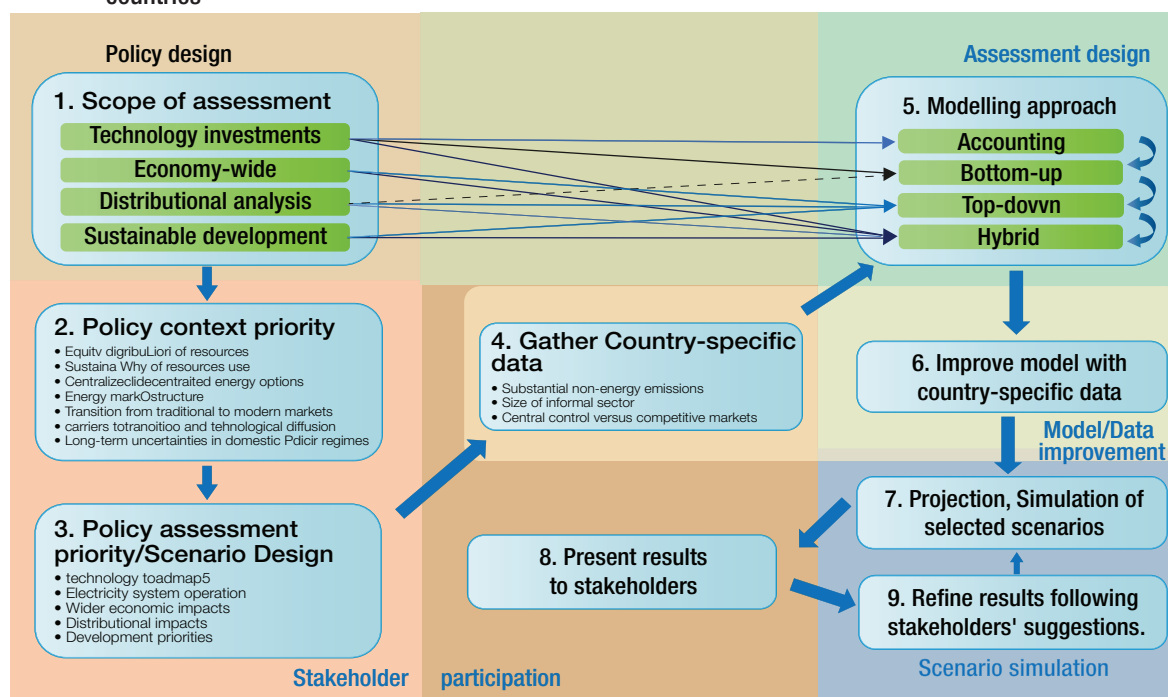 countries
Policy design
Assessment design
1. Scope of assessment
Technology investments
Economy-wide
Distributional analysis
Sustainable development
5. Modelling approach
Accounting
Bottom-up
Top-dovvn
Hybrid
2. Policy context priority
• Equitv digribuLiori of resources
• Sustaina Why of resources use
• Centralizeclidecentraited energy options
• Energy markOstructure
• Transition from traditional to modern markets
• carriers totranoitioo and tehnological diffusion
• Long-term uncertainties in domestic Pdicir regimes
4. Gather Country-specific
data
• Substantial non-energy emissions
• Size of informal sector
• Central control versus competitive markets
6. Improve model with
country-specific data
Model/Data
improvement
3. Policy assessment
priority/Scenario Design
• technology toadmap5
• Electricity system operation
• Wider economic impacts
• Distributional impacts
• Development priorities
7. Projection, Simulation of
selected scenarios
8. Present results
to stakeholders
9. Refine results following
stakeholders' suggestions.
Stakeholder participation
Scenario simulation